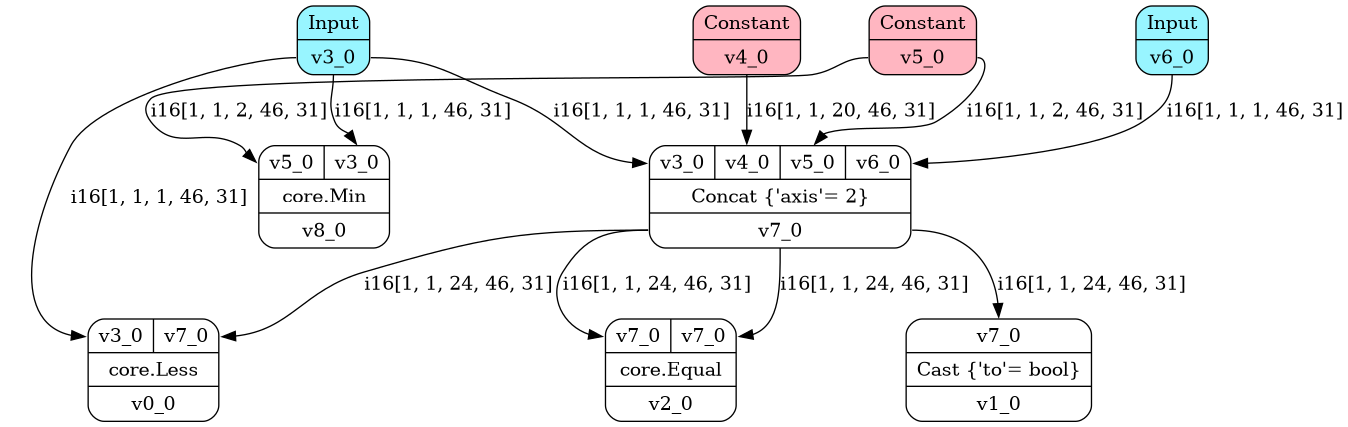 Input
v3_0
Constant
v4_0
Constant
v5_0
Input
v6_0
i16[1, 1, 2, 46, 31]
i16[1, 1, 1, 46, 31]
i16[1, 1, 1, 46, 31]
i16[1, 1, 20, 46, 31]
i16[1, 1, 2, 46, 31]
i16[1, 1, 1, 46, 31]
v5_0 v3_0
core.Min
v8_0
v3_0 v4_0 v5_0 v6_0
Concat {'axis'= 2}
v7_0
i16[1, 1, 1, 46, 31]
i16[1, 1, 24, 46, 31]
i16[1, 1, 24, 46, 31]
i16[1, 1, 24, 46, 31]
i16[1, 1, 24, 46, 31]
v3_0 v7_0
core.Less
v0_0
v7_0 v7_0
core.Equal
v2_0
v7_0
Cast {'to'= bool}
v1_0